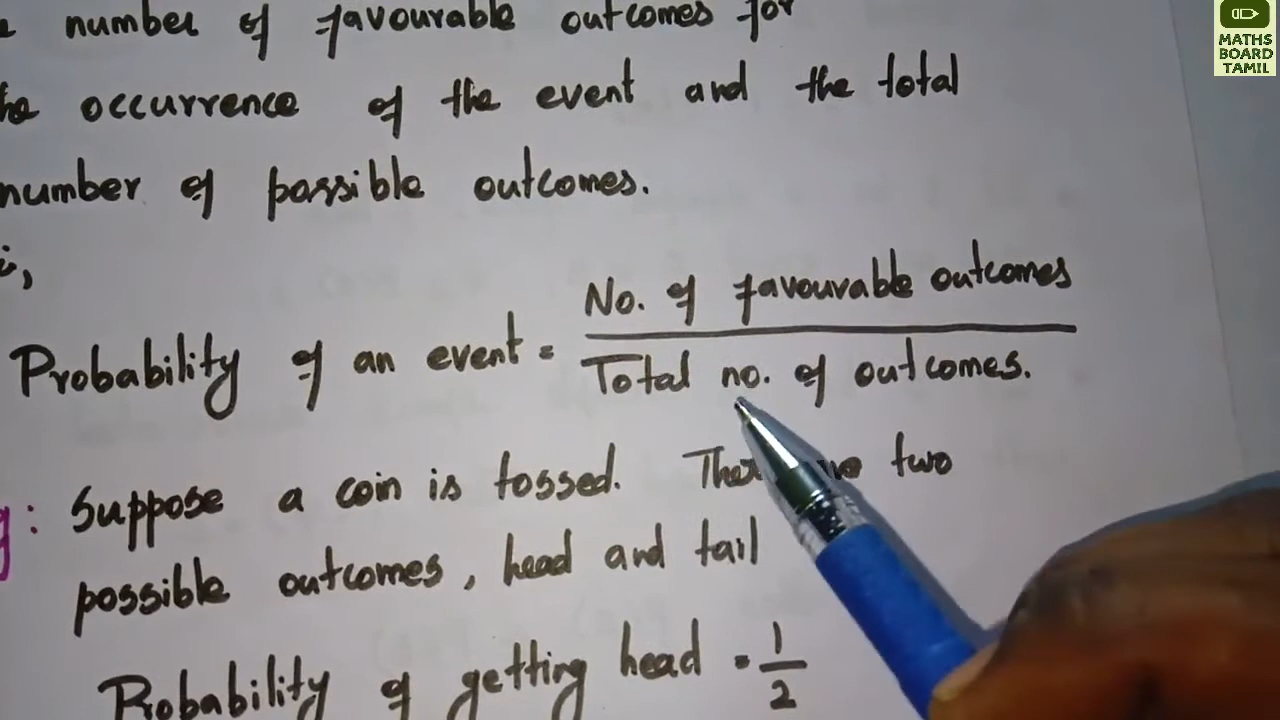 number of favourable outcomes for
the occurrence of the event and the total
number of possible outcomes.
Probability of an event = No. of favourable outcomes
Total no. of outcomes.
: Suppose a coin is tossed. two
possible outcomes, head and tail
Probability of getting head = 1
2
MATHS
BOARD
TAMIL